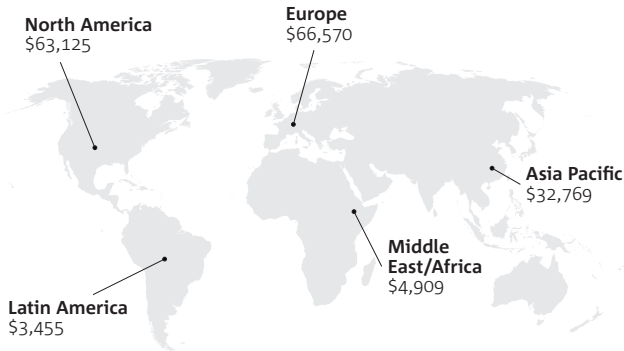 North America
$63,125
Europe
$66,570
Asia Pacific
$32,769
Middle
East/Africa
$4,909
Latin America
$3,455